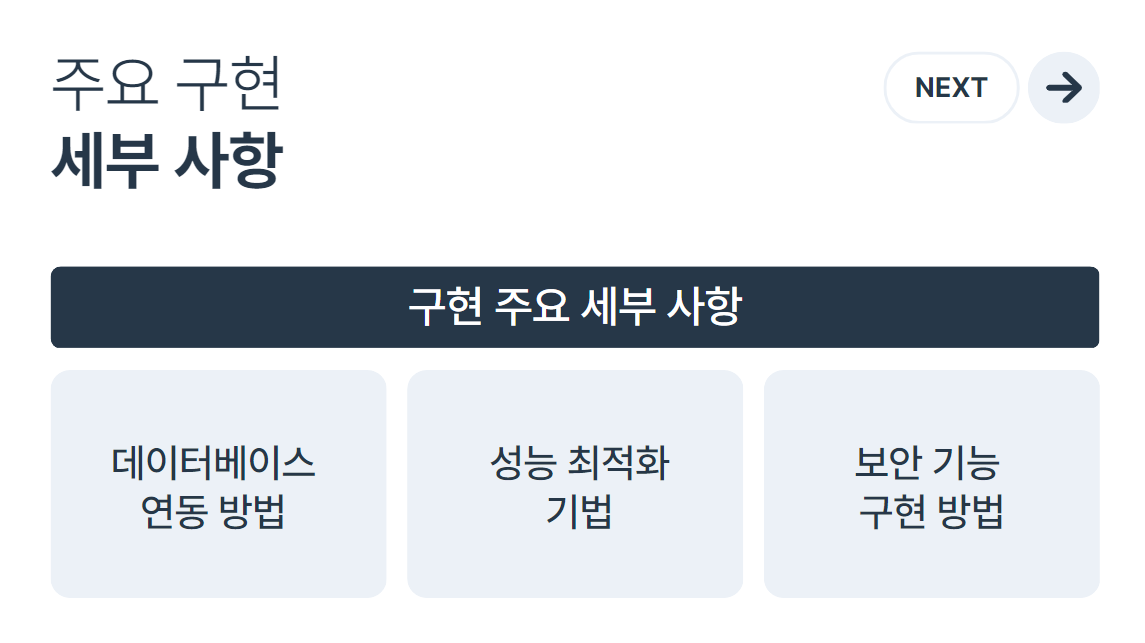 주요 구현
세부 사항
NEXT
구현 주요 세부 사항
데이터베이스
연동 방법
성능 최적화
기법
보안 기능
구현 방법